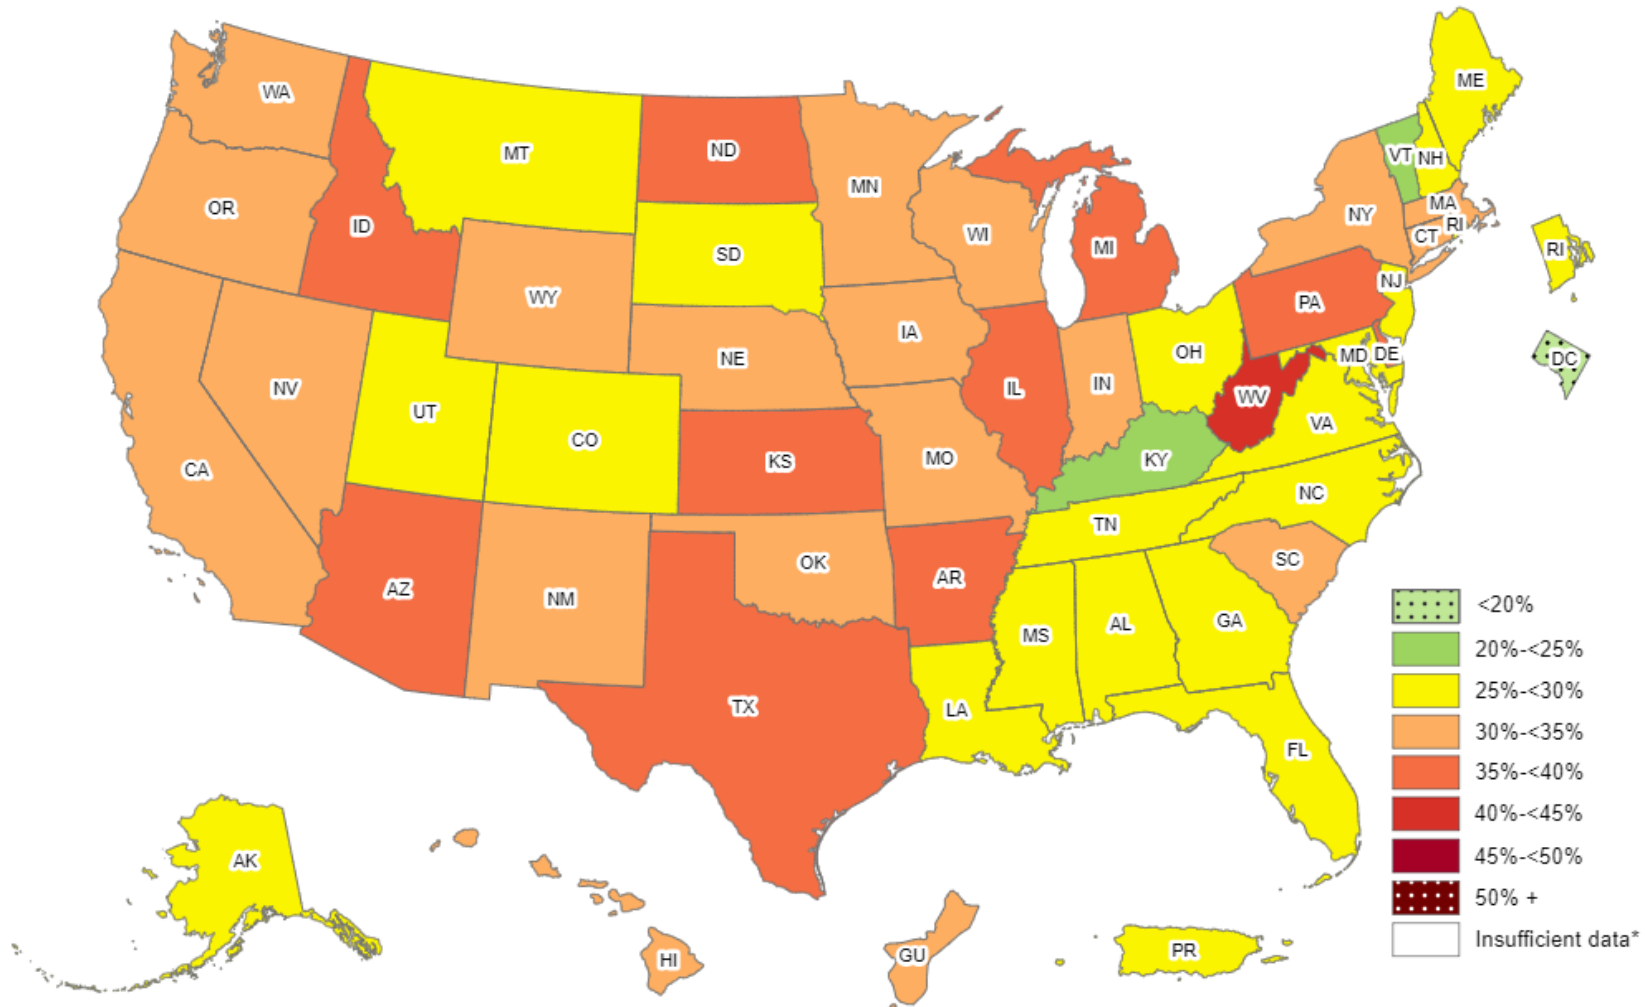 ME
WA
VT
NH
MT
ND
MN
MA
OR
NY
RI
ID
WI
CT
MI
RI
SD
NJ
WY
PA
IA
OH
MD
DE
NE
DC
NV
IL
IN
WV
UT
VA
CO
CA
KS
MO
KY
NC
TN
OK
SC
AZ
NM
AR
<20%
MS
AL
GA
20%-<25%
25%-<30%
TX
LA
30%-<35%
FL
35%-<40%
40%-<45%
AK
45%-<50%
50% +
Insufficient data*
HI
GU
PR